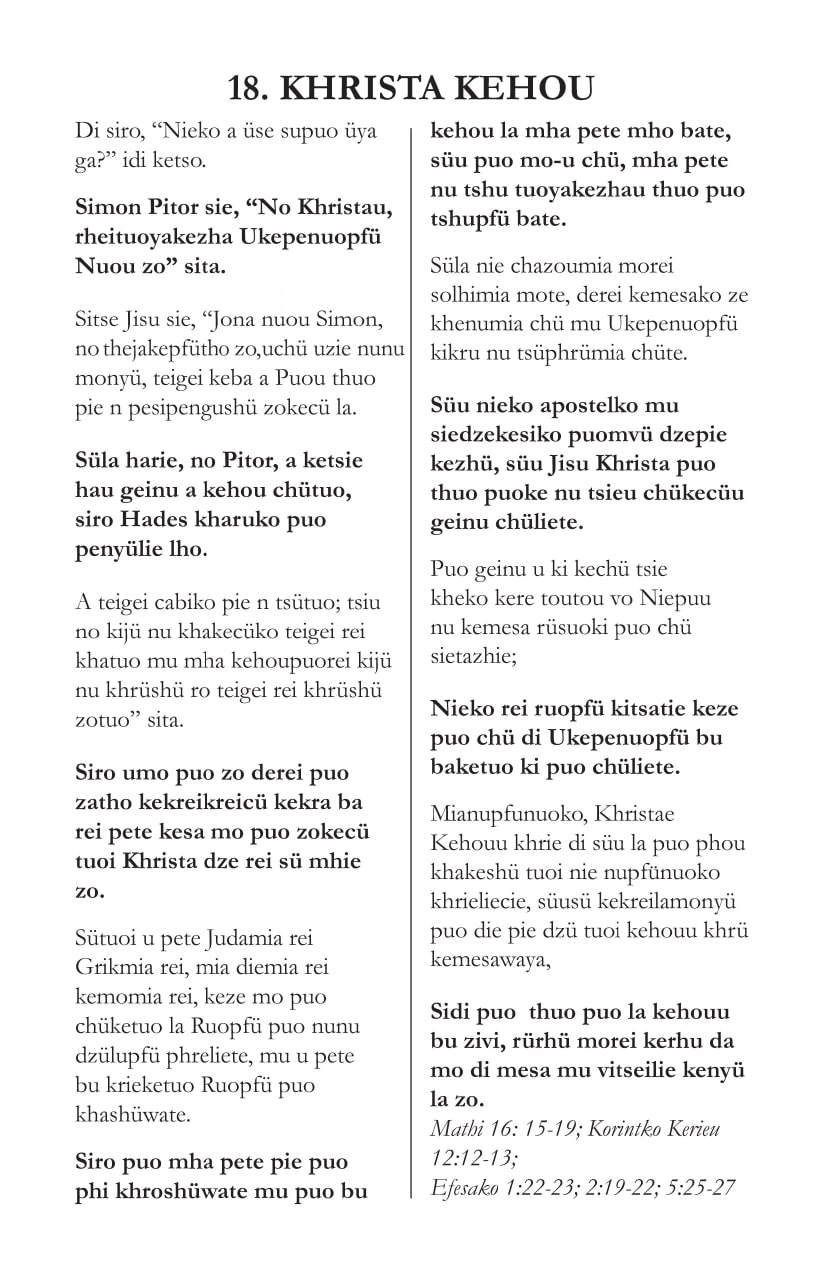 18. KHRISTA KEHOU
Di siro, “Nieko a üse supuo üya
ga?” idi ketso.
Simon Pitor sie, “No Khristau,
rheituoyakezha Ukepenuopfü
Nuou zo” sita.
Sitse Jisu sie, “Jona nuou Simon,
no thejakepfütho zo,uchü uzie nunu
monyü, teigei keba a Puou thuo
pie n pesipengushü zokecü la.
Süla harie, no Pitor, a ketsie
hau geinu a kehou chütuo,
siro Hades kharuko puo
penyülie lho.
A teigei cabiko pie n tsütuo; tsiu
no kijü nu khakecüko teigei rei
khatuo mu mha kehoupuorei kijü
nu khrüshü ro teigei rei khrüshü
zotuo” sita.
Siro umo puo zo derei puo
zatho kekreikreicü kekra ba
rei pete kesa mo puo zokecü
tuoi Khrista dze rei sü mhie
zo.
Sütuoi u pete Judamia rei
Grikmia rei, mia diemia rei
kemomia rei, keze mo puo
chüketuo la Ruopfü puo nunu
dzülupfü phreliete, mu u pete
bu krieketuo Ruopfü puo
khashüwate.
Siro puo mha pete pie puo
phi khroshüwate mu puo bu
kehou la mha pete mho bate,
süu puo mo-u chü, mha pete
nu tshu tuoyakezhau thuo puo
tshupfü bate.
Süla nie chazoumia morei
solhimia mote, derei kemesako ze
khenumia chü mu Ukepenuopfü
kikru nu tsüphrümia chüte.
Süu nieko apostelko mu
siedzekesiko puomvü dzepie
kezhü, süu Jisu Khrista puo
thuo puoke nu tsieu chükecüu
geinu chüliete.
Puo geinu u ki kechü tsie
kheko kere toutou vo Niepuu
nu kemesa rüsuoki puo chü
sietazhie;
Nieko rei ruopfü kitsatie keze
puo chü di Ukepenuopfü bu
baketuo ki puo chüliete.
Mianupfunuoko, Khristae
Kehouu khrie di süu la puo phou
khakeshü tuoi nie nupfünuoko
khrieliecie, süusü kekreilamonyü
puo die pie dzü tuoi kehouu khrü
kemesawaya,
Sidi puo thuo puo la kehouu
bu zivi, rürhü morei kerhu da
mo di mesa mu vitseilie kenyü
la zo.
Mathi 16: 15-19; Korintko Kerieu
12:12-13;
Efesako 1:22-23; 2:19-22; 5:25-27